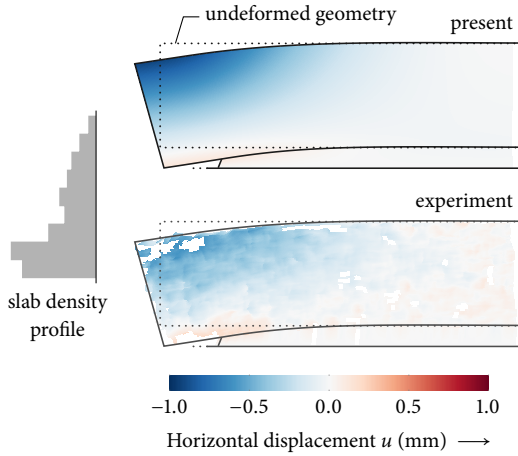 undeformed geometry
present
experiment
slab density
profile
−1.0 −0.5 0.0 0.5 1.0
Horizontal displacement u (mm) ⟶